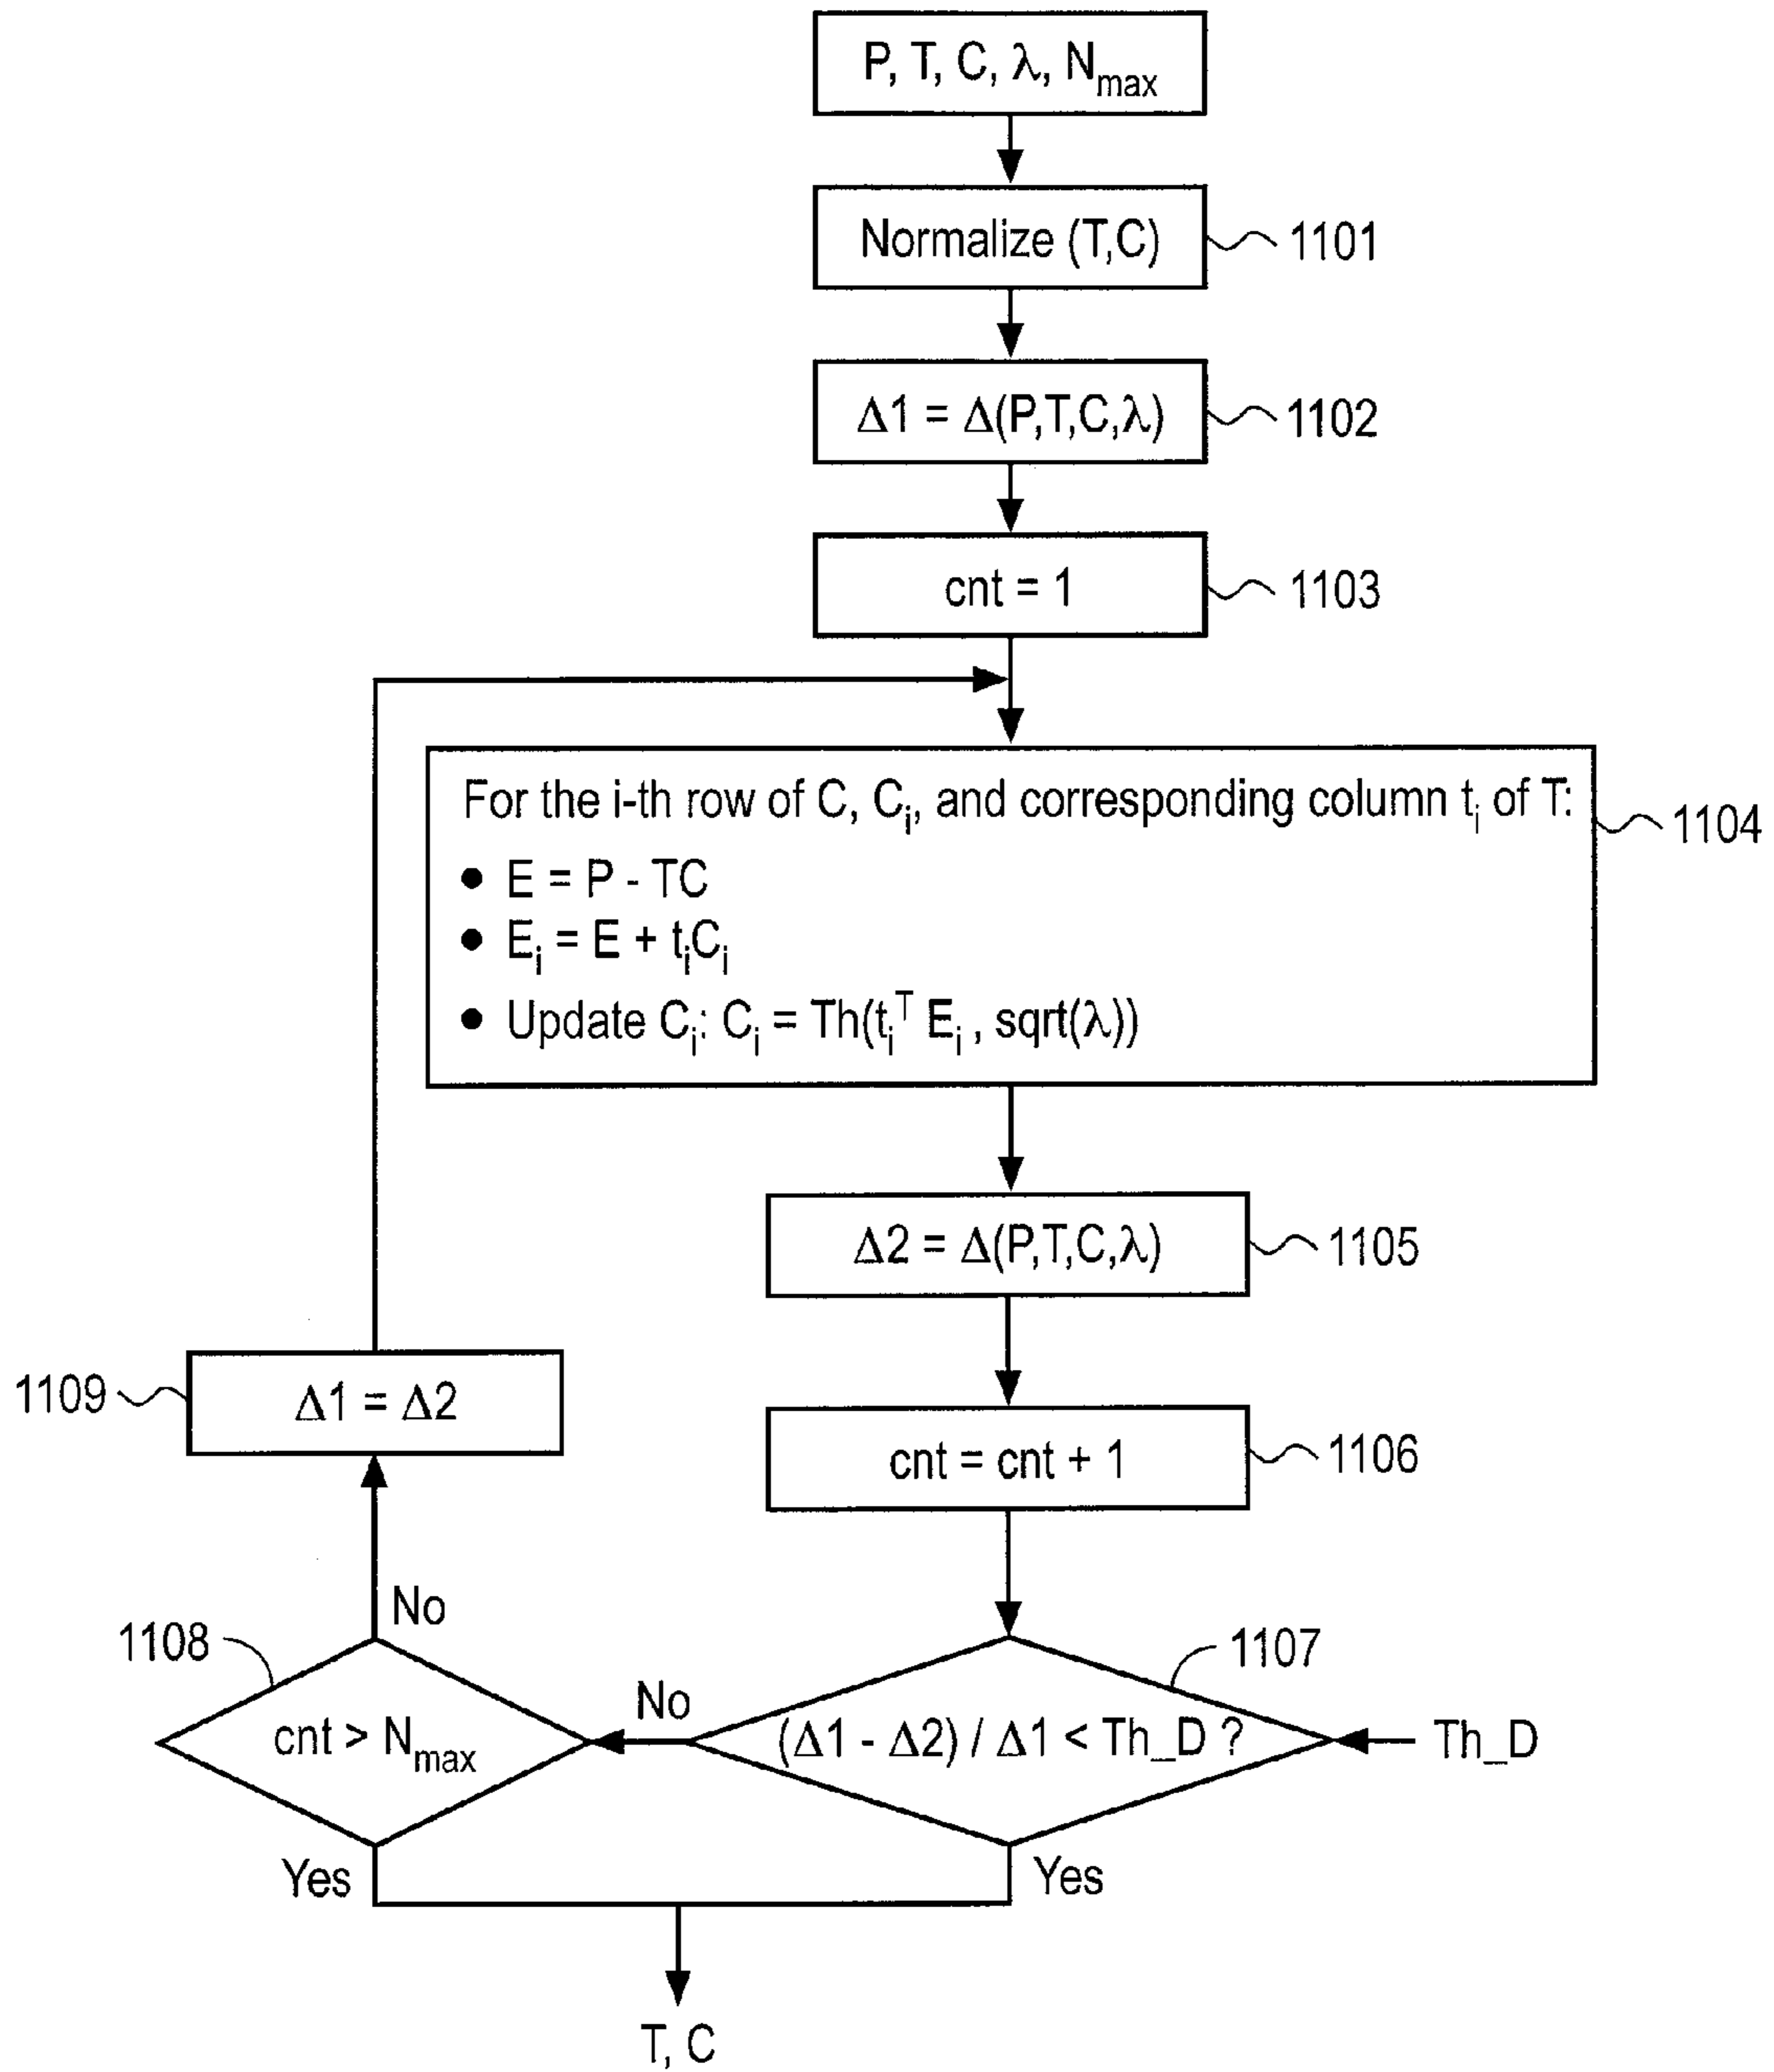 P, T, C, λ, Nmax
Normalize (T,C)
1101
Δ1 = Δ(P,T,C,λ)
1102
cnt = 1
1103
For the i-th row of C, Ci, and corresponding column ti of T:
• E = P - TC
• Ei = E + tiCi
• Update Ci: Ci = Th(tiT Ei , sqrt(λ))
1104
Δ2 = Δ(P,T,C,λ)
1105
1109
Δ1 = Δ2
cnt = cnt + 1
1106
No
1108
1107
cnt > Nmax
No
(Δ1 - Δ2) / Δ1 < Th_D ?
Th_D
Yes
Yes
T, C